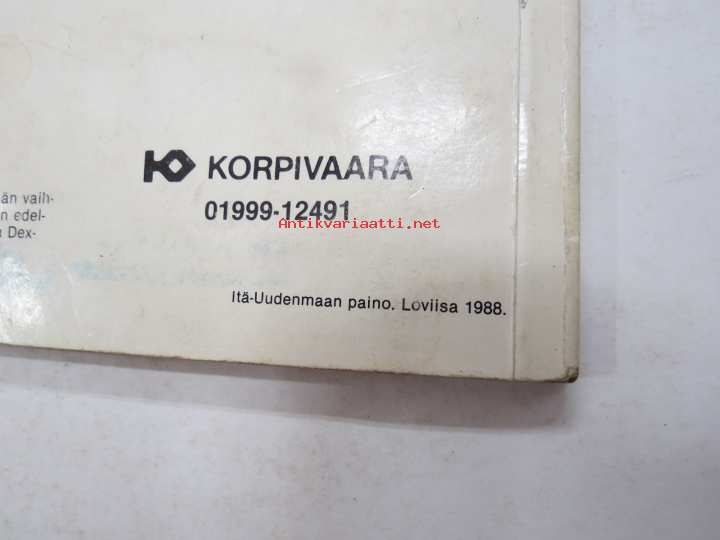 KORPIVAARA
01999-12491
Antikvariaatti.net
än vaih-
n edel-
Dex-
Itä-Uudenmaan paino. Loviisa 1988.